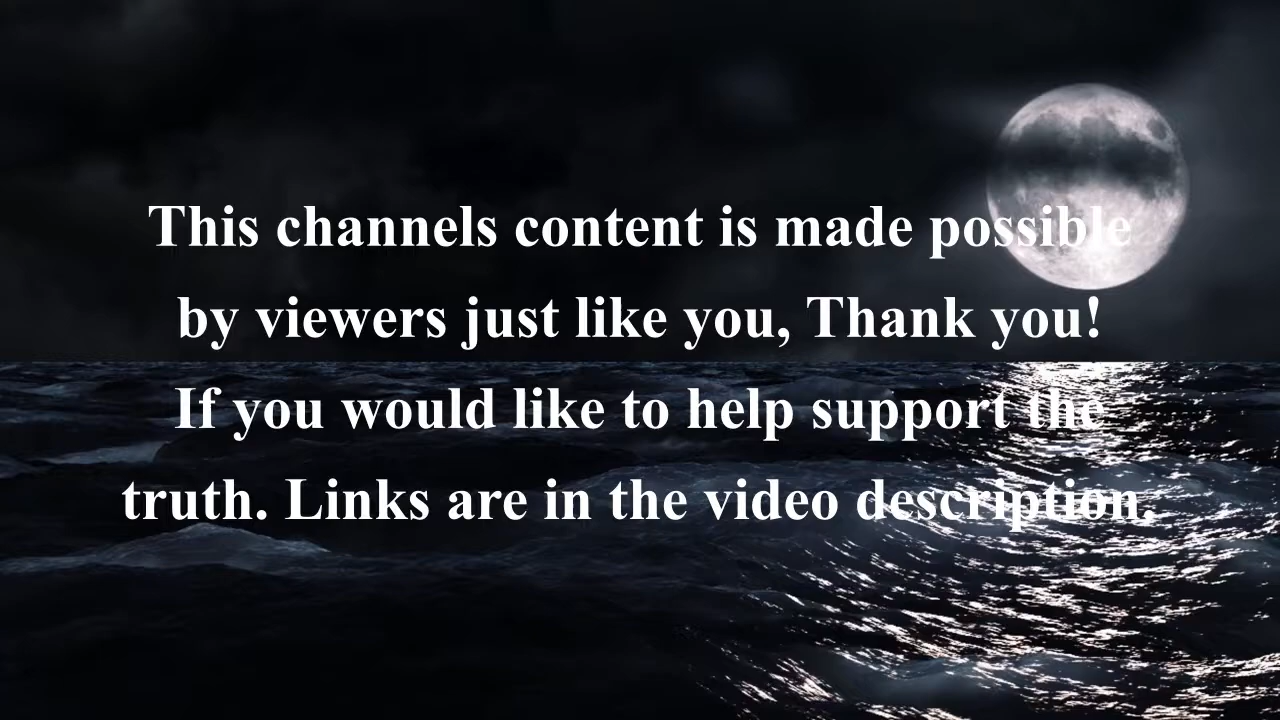 This channels content is made possible
by viewers just like you, Thank you!
If you would like to help support the
truth. Links are in the video description.